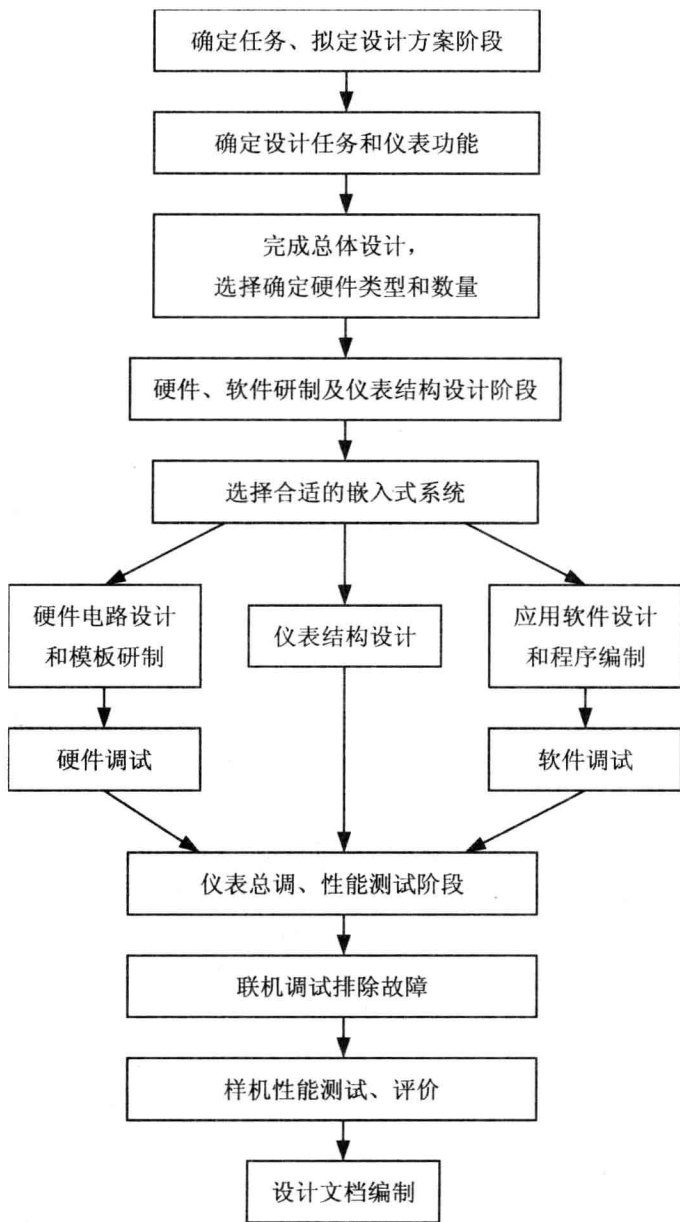 确定任务、拟定设计方案阶段
确定设计任务和仪表功能
完成总体设计，
选择确定硬件类型和数量
硬件、软件研制及仪表结构设计阶段
选择合适的嵌入式系统
硬件电路设计
和模板研制
仪表结构设计
应用软件设计
和程序编制
硬件调试
软件调试
仪表总调、性能测试阶段
联机调试排除故障
样机性能测试、评价
设计文档编制